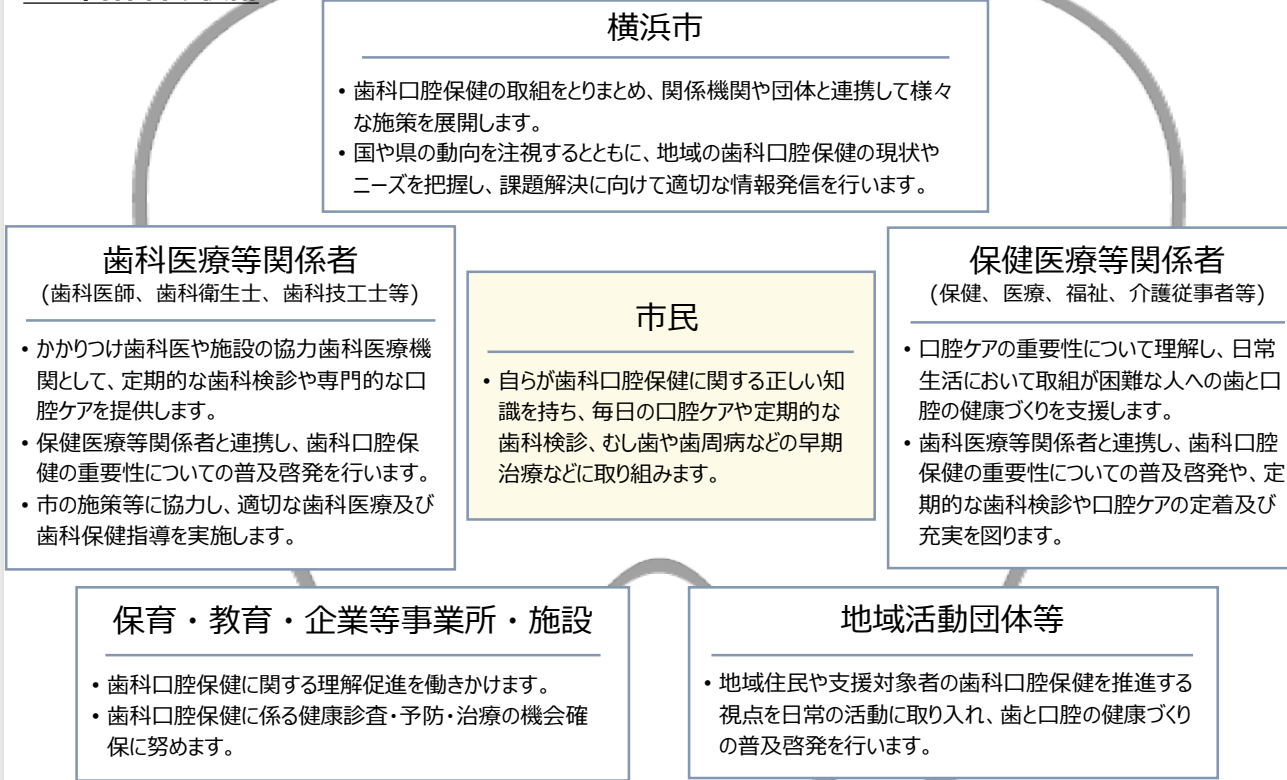 横浜市
• 歯科口腔保健の取組をとりまとめ、関係機関や団体と連携して様々
な施策を展開します。
• 国や県の動向を注視するとともに、地域の歯科口腔保健の現状や
ニーズを把握し、課題解決に向けて適切な情報発信を行います。
歯科医療等関係者
(歯科医師、歯科衛生士、歯科技工士等)
• かかりつけ歯科医や施設の協力歯科医療機
関として、定期的な歯科検診や専門的な口
腔ケアを提供します。
• 保健医療等関係者と連携し、歯科口腔保
健の重要性についての普及啓発を行います。
• 市の施策等に協力し、適切な歯科医療及び
歯科保健指導を実施します。
市民
• 自らが歯科口腔保健に関する正しい知
識を持ち、毎日の口腔ケアや定期的な
歯科検診、むし歯や歯周病などの早期
治療などに取り組みます。
保健医療等関係者
(保健、医療、福祉、介護従事者等)
• 口腔ケアの重要性について理解し、日常
生活において取組が困難な人への歯と口
腔の健康づくりを支援します。
• 歯科医療等関係者と連携し、歯科口腔
保健の重要性についての普及啓発や、定
期的な歯科検診や口腔ケアの定着及び
充実を図ります。
保育・教育・企業等事業所・施設
• 歯科口腔保健に関する理解促進を働きかけます。
• 歯科口腔保健に係る健康診査・予防・治療の機会確
保に努めます。
地域活動団体等
• 地域住民や支援対象者の歯科口腔保健を推進する
視点を日常の活動に取り入れ、歯と口腔の健康づくり
の普及啓発を行います。